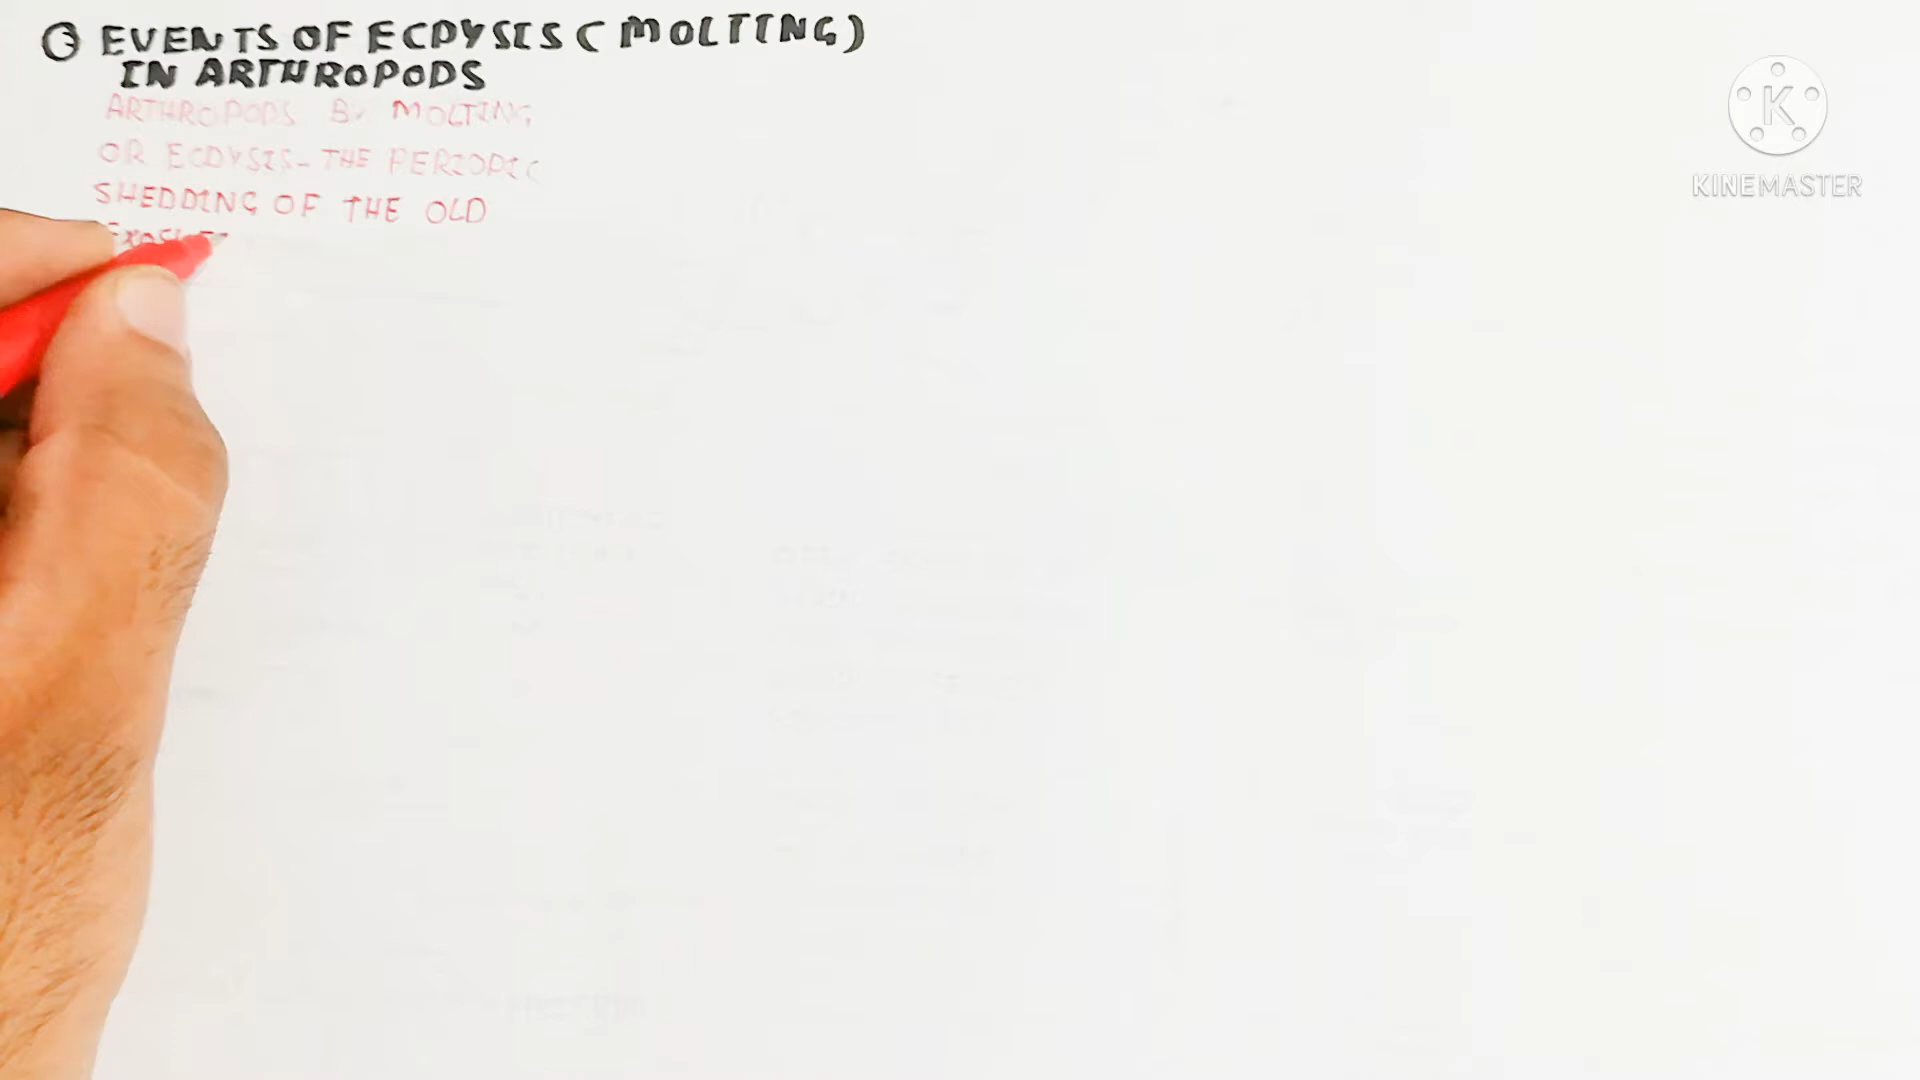 3 EVENTS OF ECDYSIS (MOLTING)
IN ARTHROPODS
ARTHROPODS BY MOLTING
OR ECDYSIS- THE PERIODIC
SHEDDING OF THE OLD
K
KINEMASTER